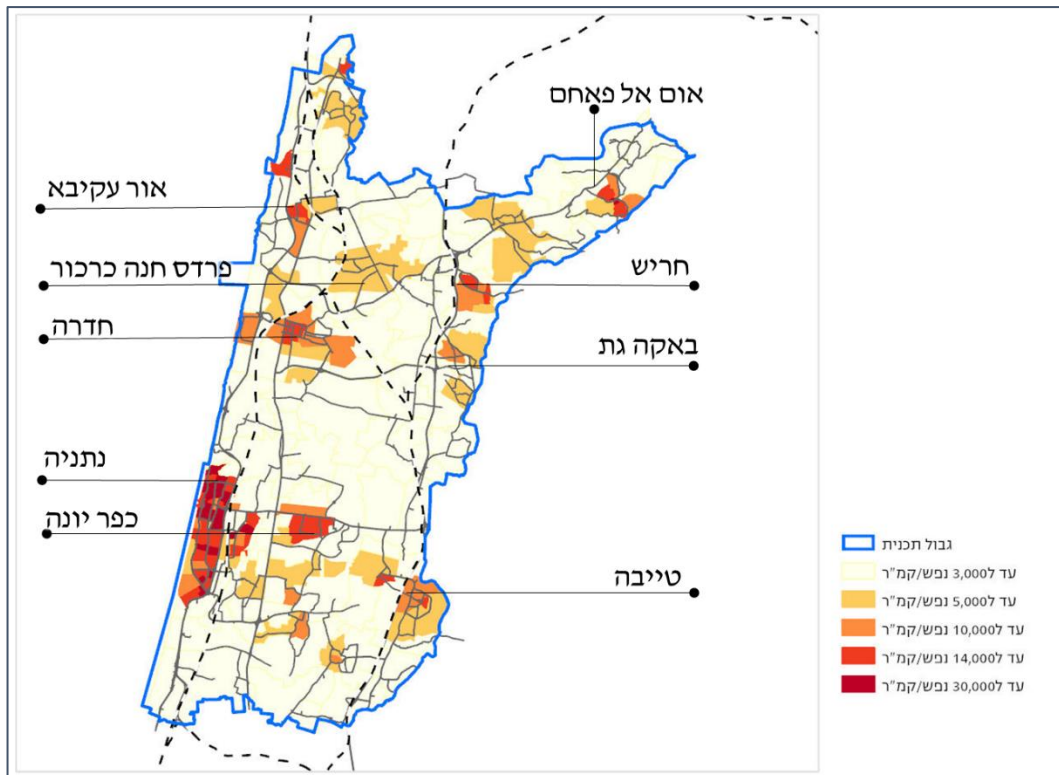 אום אל פאחם
אור עקיבא
פרדס חנה כרכור
חריש
חדרה
באקה גת
נתניה
כפר יונה
טייבה
גבול תכנית
עד ל3,000 נפש/קמ"ר
עד ל5,000 נפש/קמ"ר
עד ל10,000 נפש/קמ"ר
עד ל14,000 נפש/קמ"ר
עד ל30,000 נפש/קמ"ר